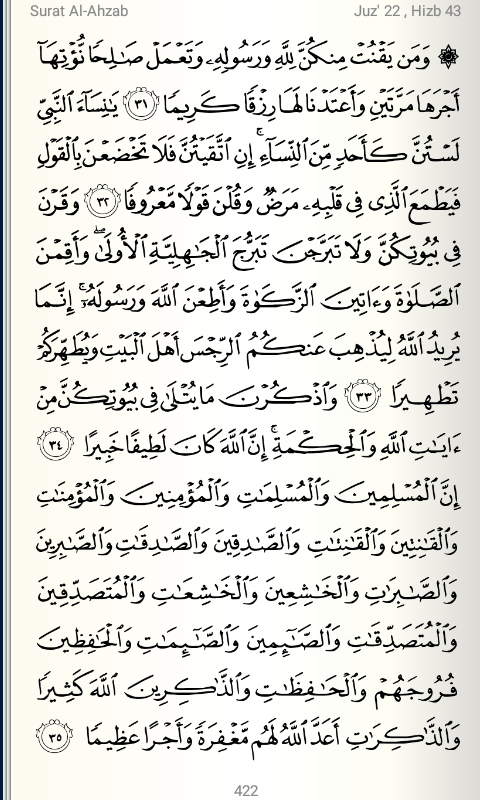 Surat Al-Ahzab
Juz' 22 , Hizb 43
۞ وَمَن يَقْنُتْ مِنكُنَّ لِلَّهِ وَرَسُولِهِۦ وَتَعْمَلْ صَـٰلِحًا نُّؤْتِهَآ
أَجْرَهَا مَرَّتَيْنِ وَأَعْتَدْنَا لَهَا رِزْقًا كَرِيمًا ٣١ يَـٰنِسَآءَ ٱلنَّبِىِّ
لَسْتُنَّ كَأَحَدٍ مِّنَ ٱلنِّسَآءِ ۚ إِنِ ٱتَّقَيْتُنَّ فَلَا تَخْضَعْنَ بِٱلْقَوْلِ
فَيَطْمَعَ ٱلَّذِى فِى قَلْبِهِۦ مَرَضٌ وَقُلْنَ قَوْلًا مَّعْرُوفًا ٣٢ وَقَرْنَ
فِى بُيُوتِكُنَّ وَلَا تَبَرَّجْنَ تَبَرُّجَ ٱلْجَـٰهِلِيَّةِ ٱلْأُولَىٰ ۖ وَأَقِمْنَ
ٱلصَّلَوٰةَ وَءَاتِينَ ٱلزَّكَوٰةَ وَأَطِعْنَ ٱللَّهَ وَرَسُولَهُۥٓ ۚ إِنَّمَا
يُرِيدُ ٱللَّهُ لِيُذْهِبَ عَنكُمُ ٱلرِّجْسَ أَهْلَ ٱلْبَيْتِ وَيُطَهِّرَكُمْ
تَطْهِيرًا ٣٣ وَٱذْكُرْنَ مَا يُتْلَىٰ فِى بُيُوتِكُنَّ مِنْ
ءَايَـٰتِ ٱللَّهِ وَٱلْحِكْمَةِ ۚ إِنَّ ٱللَّهَ كَانَ لَطِيفًا خَبِيرًا ٣٤
إِنَّ ٱلْمُسْلِمِينَ وَٱلْمُسْلِمَـٰتِ وَٱلْمُؤْمِنِينَ وَٱلْمُؤْمِنَـٰتِ
وَٱلْقَـٰنِتِينَ وَٱلْقَـٰنِتَـٰتِ وَٱلصَّـٰدِقِينَ وَٱلصَّـٰدِقَـٰتِ وَٱلصَّـٰبِرِينَ
وَٱلصَّـٰبِرَٰتِ وَٱلْخَـٰشِعِينَ وَٱلْخَـٰشِعَـٰتِ وَٱلْمُتَصَدِّقِينَ
وَٱلْمُتَصَدِّقَـٰتِ وَٱلصَّـٰٓئِمِينَ وَٱلصَّـٰٓئِمَـٰتِ وَٱلْحَـٰفِظِينَ
فُرُوجَهُمْ وَٱلْحَـٰفِظَـٰتِ وَٱلذَّٰكِرِينَ ٱللَّهَ كَثِيرًا
وَٱلذَّٰكِرَٰتِ أَعَدَّ ٱللَّهُ لَهُم مَّغْفِرَةً وَأَجْرًا عَظِيمًا ٣٥
422